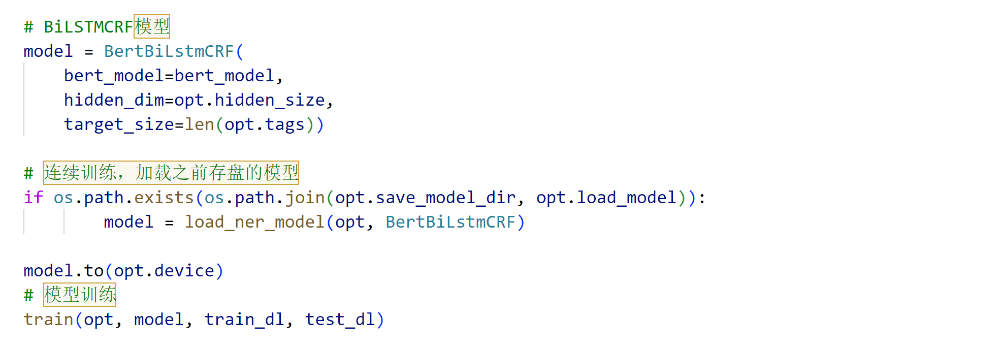 # BiLSTMCRF模型
model = BertBiLstmCRF(
    bert_model=bert_model,
    hidden_dim=opt.hidden_size,
    target_size=len(opt.tags))
# 连续训练，加载之前存盘的模型
if os.path.exists(os.path.join(opt.save_model_dir, opt.load_model)):
        model = load_ner_model(opt, BertBiLstmCRF)
model.to(opt.device)
# 模型训练
train(opt, model, train_dl, test_dl)